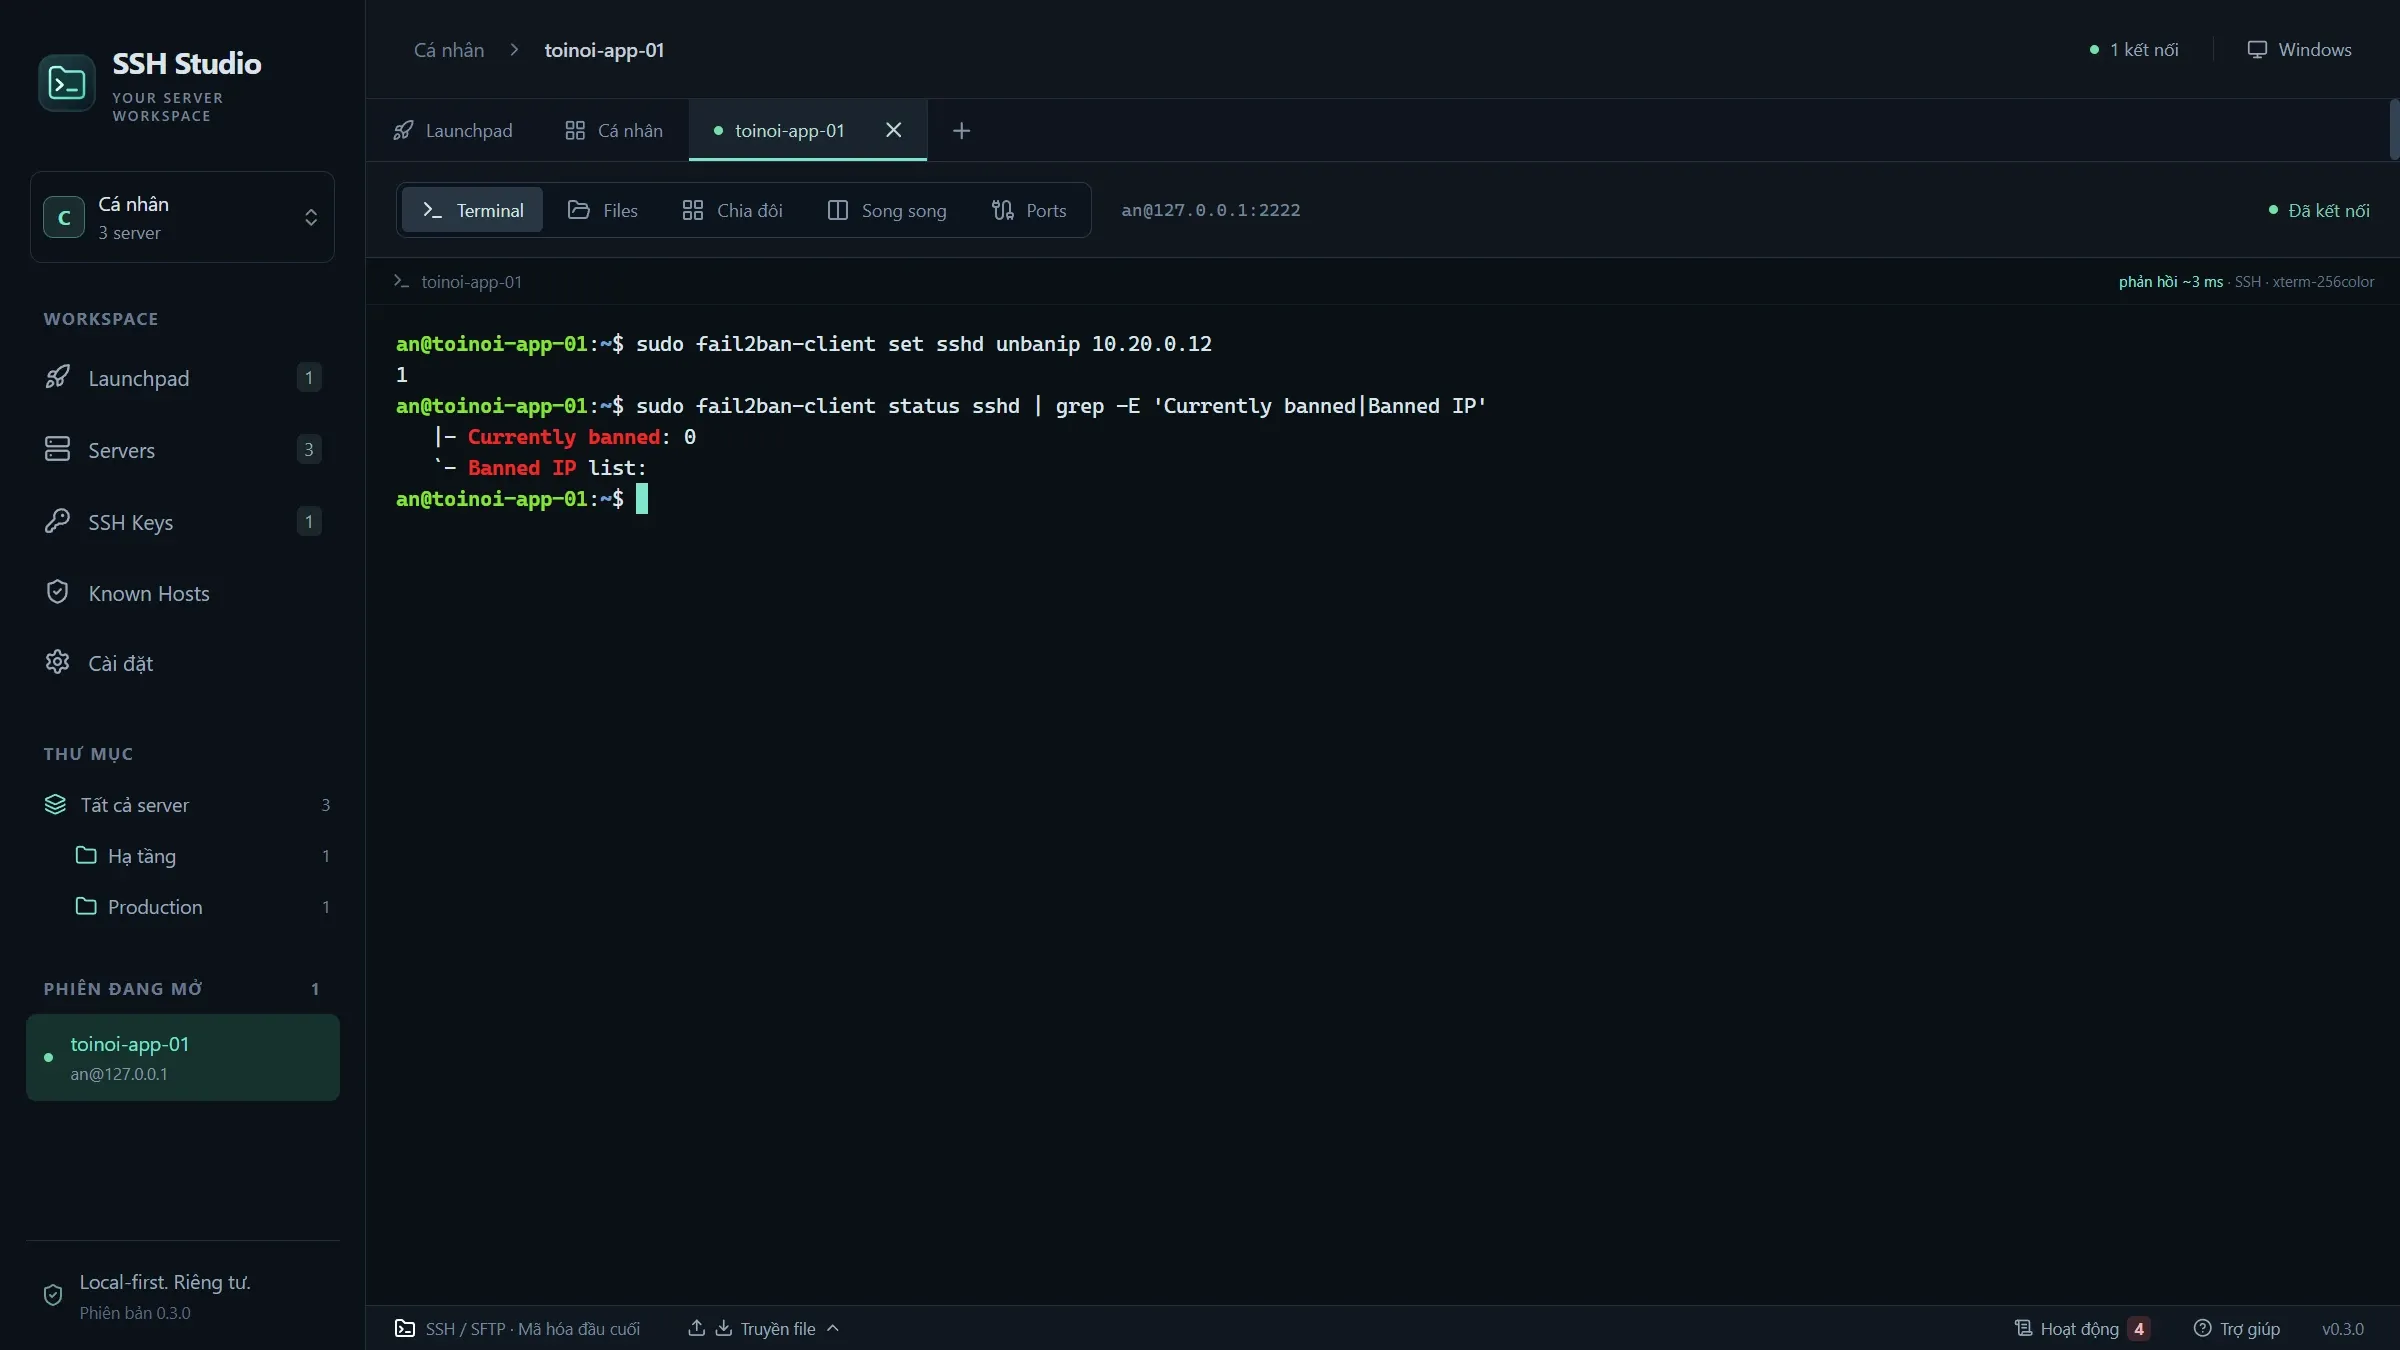 SSH Studio
YOUR SERVER
WORKSPACE
C
Cá nhân
3 server
WORKSPACE
Launchpad 1
Servers 3
SSH Keys 1
Known Hosts
Cài đặt
THƯ MỤC
Tất cả server 3
Hạ tầng 1
Production 1
PHIÊN ĐANG MỞ 1
toinoi-app-01
an@127.0.0.1
Local-first. Riêng tư.
Phiên bản 0.3.0
Cá nhân > toinoi-app-01
1 kết nối
Windows
Launchpad
Cá nhân
toinoi-app-01
Terminal
Files
Chia đôi
Song song
Ports
an@127.0.0.1:2222
Đã kết nối
toinoi-app-01
phản hồi ~3 ms · SSH · xterm-256color
an@toinoi-app-01:~$ sudo fail2ban-client set sshd unbanip 10.20.0.12
1
an@toinoi-app-01:~$ sudo fail2ban-client status sshd | grep -E 'Currently banned|Banned IP'
|- Currently banned: 0
`- Banned IP list:
an@toinoi-app-01:~$
SSH / SFTP · Mã hóa đầu cuối
Truyền file
Hoạt động 4
Trợ giúp
v0.3.0